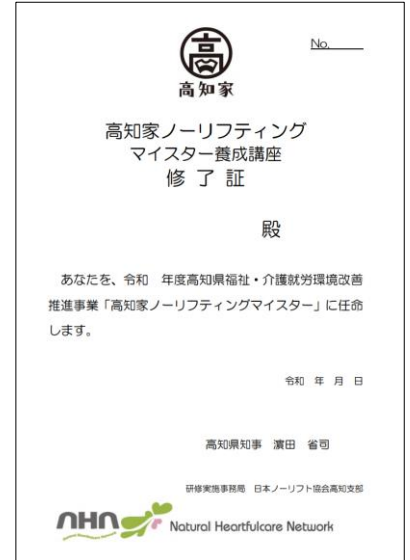 No.
高
高知家
高知家ノーリフティング
マイスター養成講座
修了証
殿
あなたを、令和　年度高知県福祉・介護就労環境改善
推進事業「高知家ノーリフティングマイスター」に任命
します。
令和　年　月　日
高知県知事　濵田　省司
研修実施事務局　日本ノーリフト協会高知支部
nhn Natural Heartfulcare Network